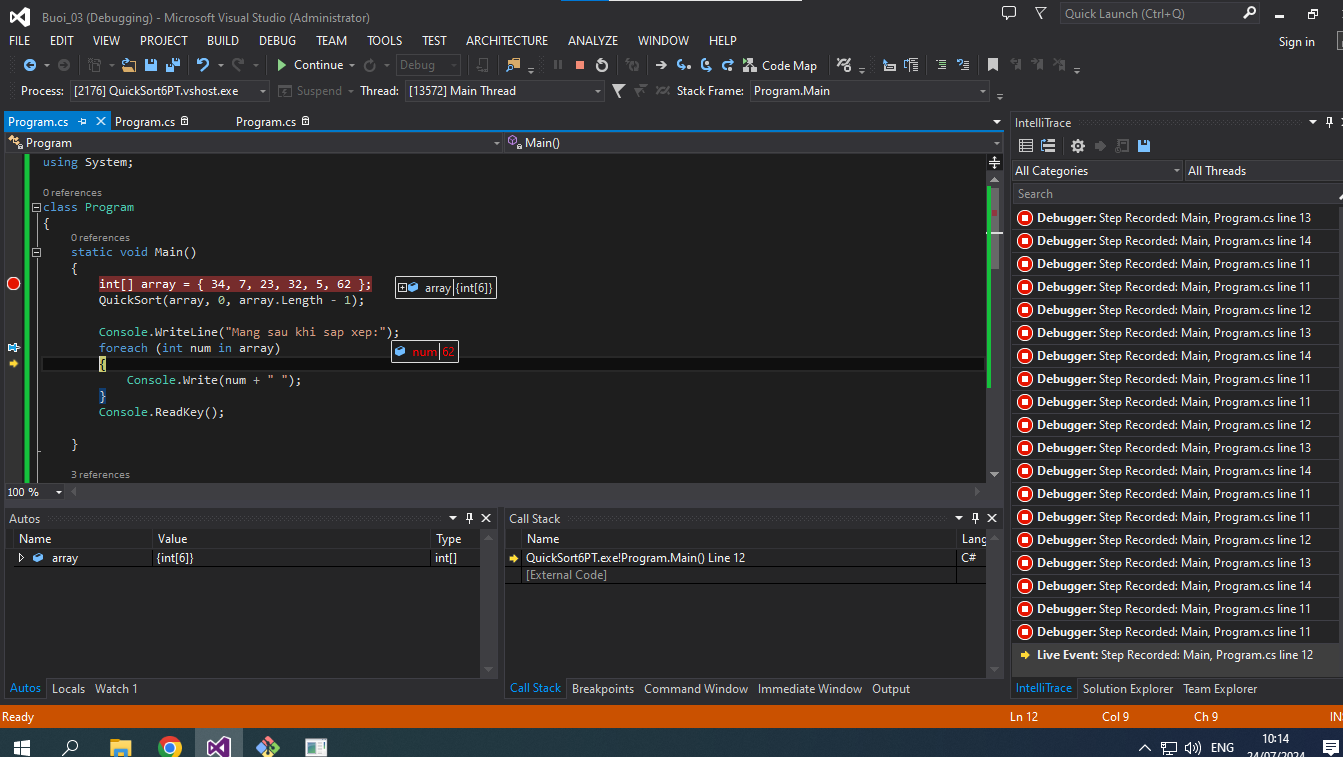 Buoi_03 (Debugging) - Microsoft Visual Studio (Administrator)
Quick Launch (Ctrl+Q)
FILE EDIT VIEW PROJECT BUILD DEBUG TEAM TOOLS TEST ARCHITECTURE ANALYZE WINDOW HELP
Sign in
Continue Debug Code Map
Process: [2176] QuickSort6PT.vshost.exe Suspend Thread: [13572] Main Thread Stack Frame: Program.Main
Program.cs Program.cs Program.cs
Program Main()
using System;
0 references
class Program
{
0 references
static void Main()
{
int[] array = { 34, 7, 23, 32, 5, 62 }; array {int[6]}
QuickSort(array, 0, array.Length - 1);
Console.WriteLine("Mang sau khi sap xep:");
foreach (int num in array) num 62
{
Console.Write(num + " ");
}
Console.ReadKey();
}
3 references
100 %
IntelliTrace
All Categories All Threads
Search
Debugger: Step Recorded: Main, Program.cs line 13
Debugger: Step Recorded: Main, Program.cs line 14
Debugger: Step Recorded: Main, Program.cs line 11
Debugger: Step Recorded: Main, Program.cs line 11
Debugger: Step Recorded: Main, Program.cs line 12
Debugger: Step Recorded: Main, Program.cs line 13
Debugger: Step Recorded: Main, Program.cs line 14
Debugger: Step Recorded: Main, Program.cs line 11
Debugger: Step Recorded: Main, Program.cs line 11
Debugger: Step Recorded: Main, Program.cs line 12
Debugger: Step Recorded: Main, Program.cs line 13
Debugger: Step Recorded: Main, Program.cs line 14
Debugger: Step Recorded: Main, Program.cs line 11
Debugger: Step Recorded: Main, Program.cs line 11
Debugger: Step Recorded: Main, Program.cs line 12
Debugger: Step Recorded: Main, Program.cs line 13
Debugger: Step Recorded: Main, Program.cs line 14
Debugger: Step Recorded: Main, Program.cs line 11
Debugger: Step Recorded: Main, Program.cs line 11
Live Event: Step Recorded: Main, Program.cs line 12
IntelliTrace Solution Explorer Team Explorer
Autos
Name Value Type
array {int[6]} int[]
Autos Locals Watch 1
Call Stack
Name Lang
QuickSort6PT.exe!Program.Main() Line 12 C#
[External Code]
Call Stack Breakpoints Command Window Immediate Window Output
Ready Ln 12 Col 9 Ch 9 IN
ENG 10:14
24/07/2024